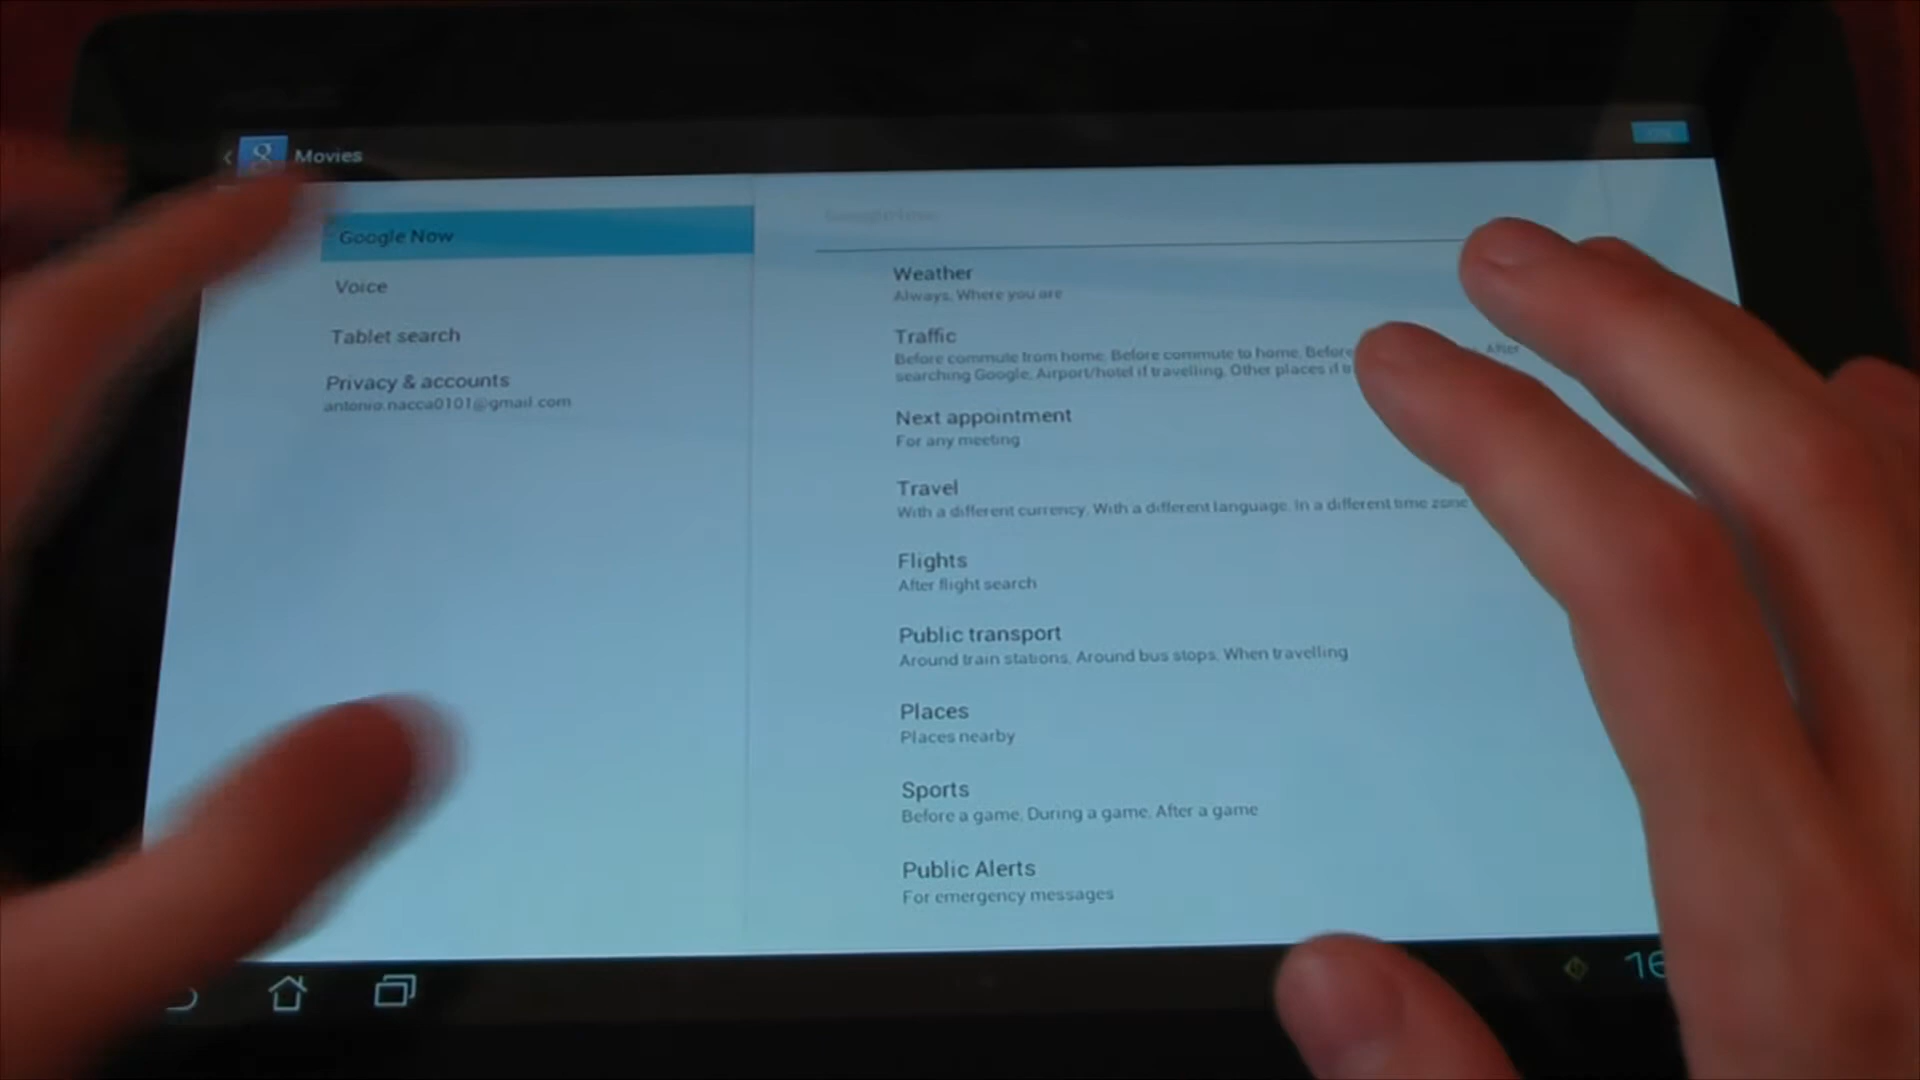 Movies
Google Now
Voice
Tablet search
Privacy & accounts
antonio.nacca0101@gmail.com
Weather
Always, Where you are
Traffic
Before commute from home, Before commute to home, Before After
searching Google, Airport/hotel if travelling, Other places if
Next appointment
For any meeting
Travel
With a different currency, With a different language, In a different time zone
Flights
After flight search
Public transport
Around train stations, Around bus stops, When travelling
Places
Places nearby
Sports
Before a game, During a game, After a game
Public Alerts
For emergency messages
16